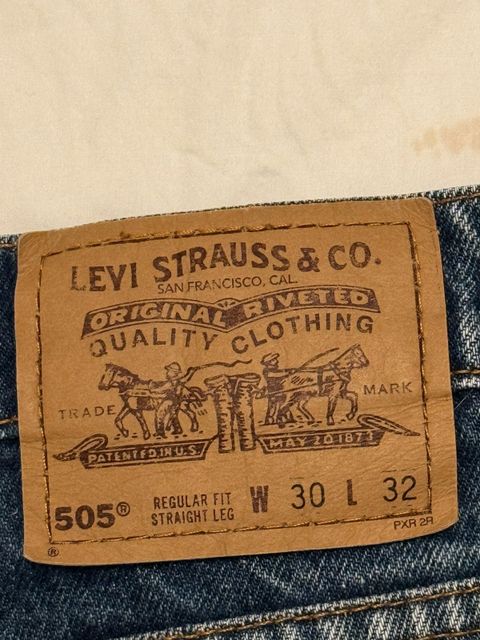 LEVI STRAUSS & CO.
SAN FRANCISCO, CAL.
ORIGINAL RIVETED
QUALITY CLOTHING
TRADE MARK
PATENTED IN U.S. MAY 20 1873
505® REGULAR FIT W 30 L 32
STRAIGHT LEG
® PXR 2R